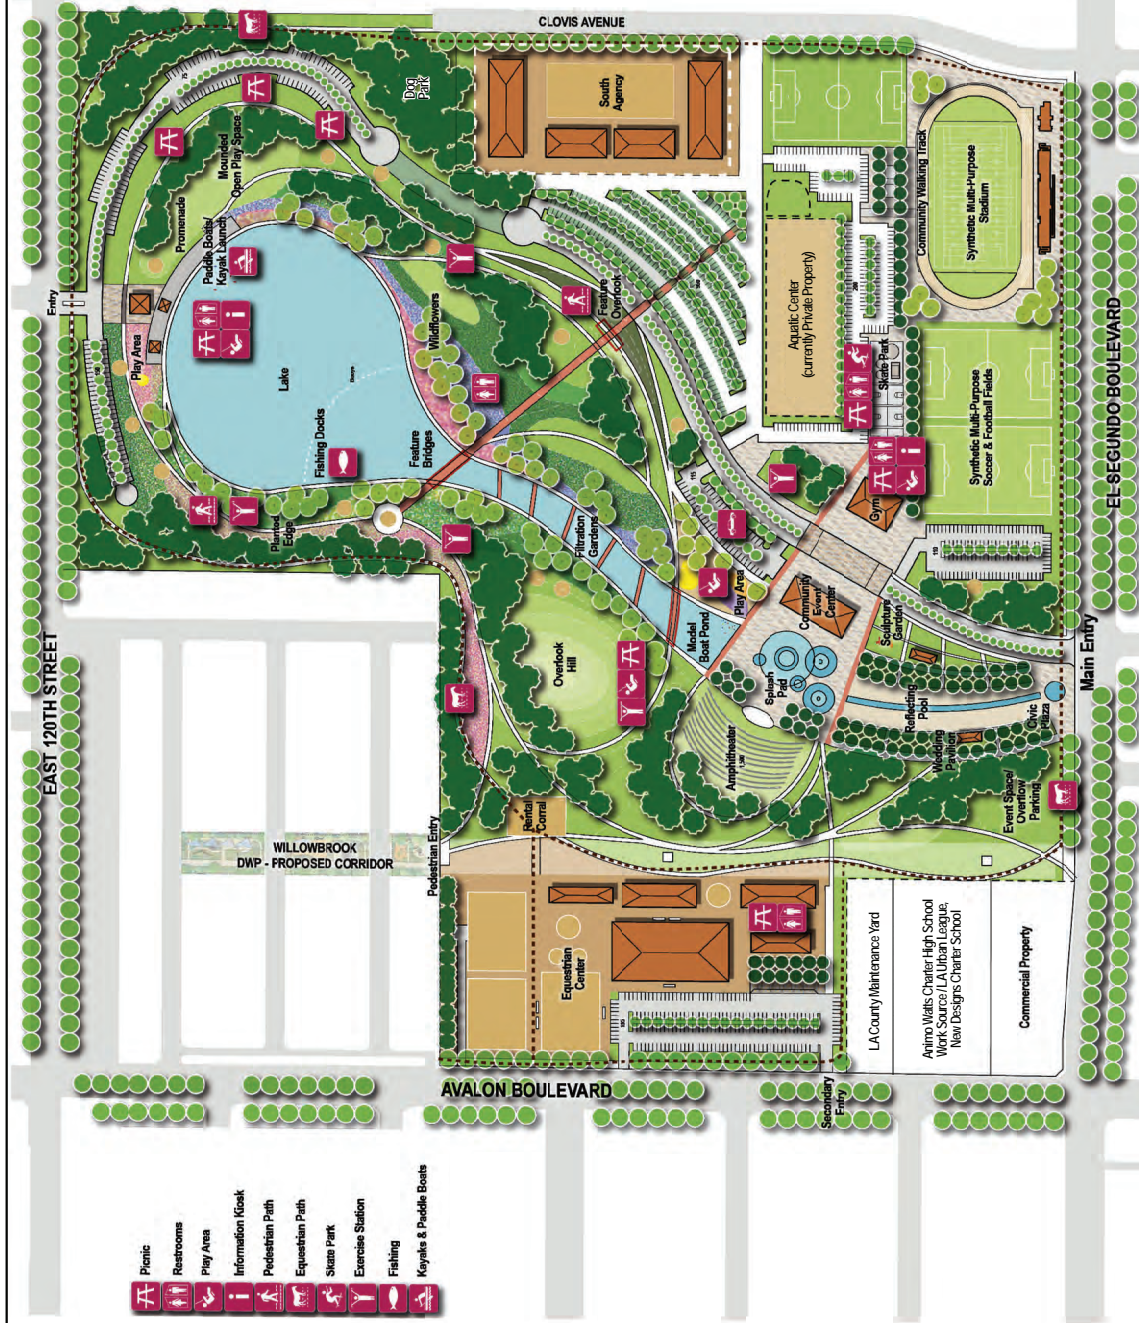 CLOVIS AVENUE
Dog
Park
South
Agency
75
Mounded
Open Play Space
Promenade
Paddle Boats/
Kayak Launch
Entry
Play Area
Lake
Wildflowers
Feature
Overlook
Fishing Docks
Feature
Bridges
Planted
Edge
Filtration
Gardens
115
Aquatic Center
(currently Private Property)
Community Walking Track
Synthetic Multi-Purpose
Stadium
Skate Park
Synthetic Multi-Purpose
Soccer & Football Fields
Gym
110
EL SEGUNDO BOULEVARD
EAST 120TH STREET
Overlook
Hill
Model
Boat Pond
Play Area
Community
Event
Center
Sculpture
Garden
Splash
Pad
Amphitheater
Reflecting
Pool
Wedding
Pavilion
Civic
Plaza
Main Entry
Event Space/
Overflow
Parking
WILLOWBROOK
DWP - PROPOSED CORRIDOR
Pedestrian Entry
Rental
Corral
Equestrian
Center
LA County Maintenance Yard
Animo Watts Charter High School
Work Source / LA Urban League,
New Designs Charter School
Commercial Property
AVALON BOULEVARD
Secondary
Entry
Picnic
Restrooms
Play Area
Information Kiosk
Pedestrian Path
Equestrian Path
Skate Park
Exercise Station
Fishing
Kayaks & Paddle Boats